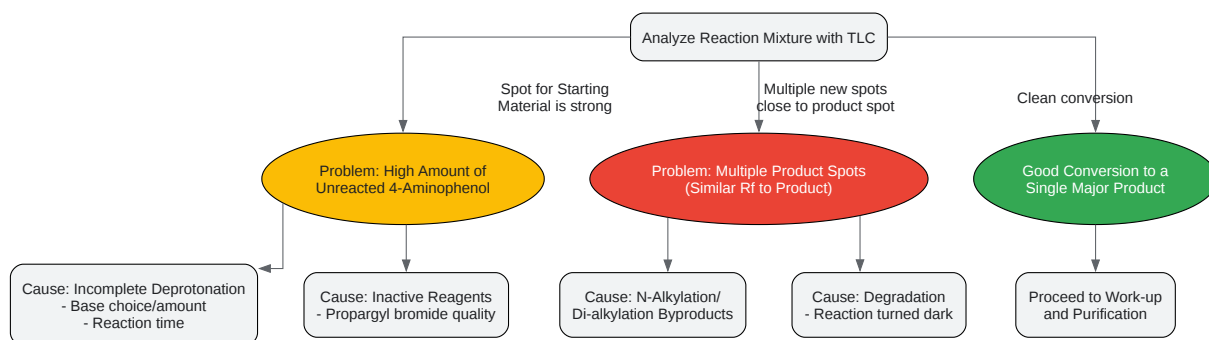 Analyze Reaction Mixture with TLC
Spot for Starting
Material is strong
Multiple new spots
close to product spot
Clean conversion
Problem: High Amount of
Unreacted 4-Aminophenol
Problem: Multiple Product Spots
(Similar Rf to Product)
Good Conversion to a
Single Major Product
Cause: Incomplete Deprotonation
- Base choice/amount
- Reaction time
Cause: Inactive Reagents
- Propargyl bromide quality
Cause: N-Alkylation/
Di-alkylation Byproducts
Cause: Degradation
- Reaction turned dark
Proceed to Work-up
and Purification